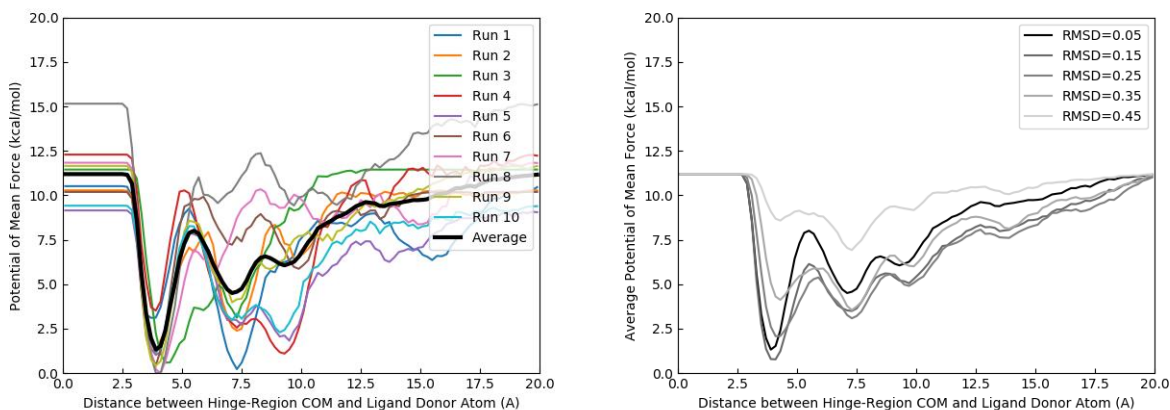 20.0
17.5
15.0
12.5
10.0
7.5
5.0
2.5
0.0
Potential of Mean Force (kcal/mol)
Run 1
Run 2
Run 3
Run 4
Run 5
Run 6
Run 7
Run 8
Run 9
Run 10
Average
0.0 2.5 5.0 7.5 10.0 12.5 15.0 17.5 20.0
Distance between Hinge-Region COM and Ligand Donor Atom (A)
20.0
17.5
15.0
12.5
10.0
7.5
5.0
2.5
0.0
Average Potential of Mean Force (kcal/mol)
RMSD=0.05
RMSD=0.15
RMSD=0.25
RMSD=0.35
RMSD=0.45
0.0 2.5 5.0 7.5 10.0 12.5 15.0 17.5 20.0
Distance between Hinge-Region COM and Ligand Donor Atom (A)